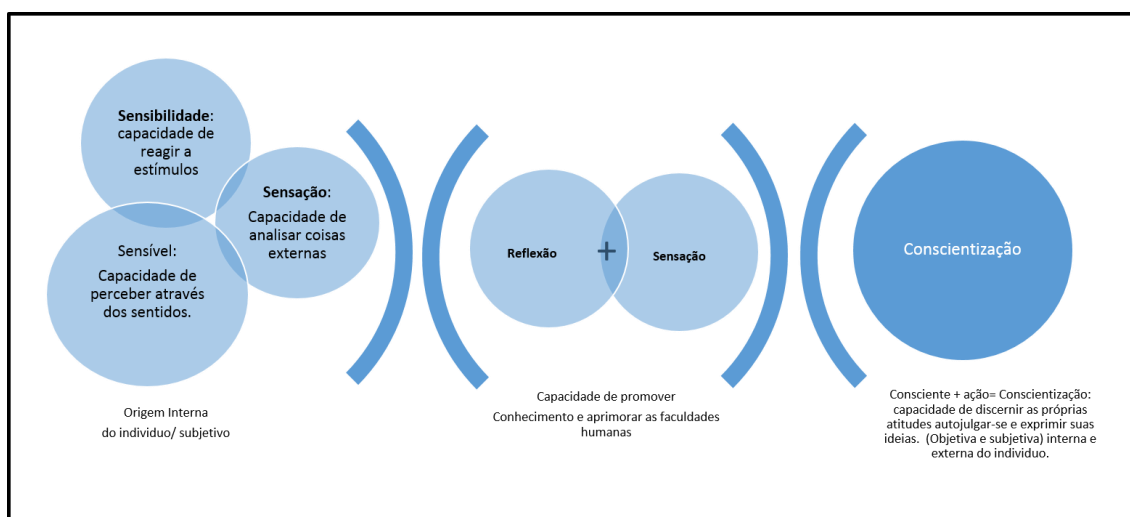 Sensibilidade:
capacidade de
reagir a
estímulos
Sensação:
Capacidade de
analisar coisas
externas
Sensível:
Capacidade de
perceber através
dos sentidos.
Origem Interna
do individuo/ subjetivo
Reflexão
+
Sensação
Capacidade de promover
Conhecimento e aprimorar as faculdades
humanas
Conscientização
Consciente + ação= Conscientização:
capacidade de discernir as próprias
atitudes autojulgar-se e exprimir suas
ideias. (Objetiva e subjetiva) interna e
externa do individuo.